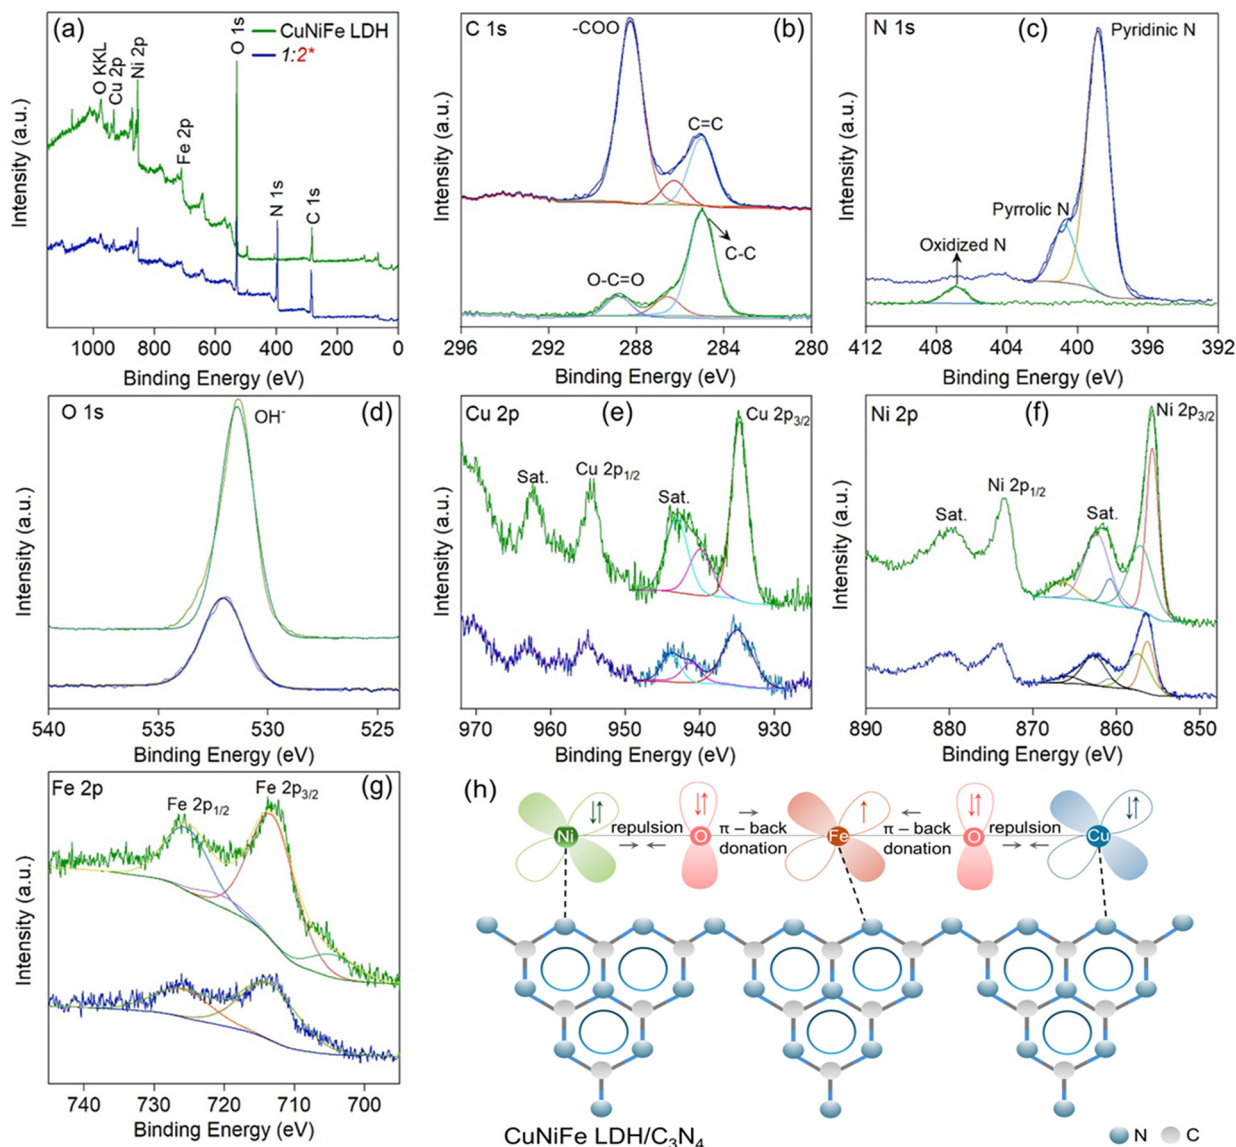 (a)
CuNiFe LDH
1:2*
O KKL
Cu 2p
Ni 2p
Fe 2p
O 1s
N 1s
C 1s
Intensity (a.u.)
1000 800 600 400 200 0
Binding Energy (eV)
C 1s
-COO
(b)
C=C
O-C=O
C-C
Intensity (a.u.)
296 292 288 284 280
Binding Energy (eV)
N 1s
(c)
Pyridinic N
Pyrrolic N
Oxidized N
Intensity (a.u.)
412 408 404 400 396 392
Binding Energy (eV)
O 1s
(d)
OH⁻
Intensity (a.u.)
540 535 530 525
Binding Energy (eV)
Cu 2p
(e)
Cu 2p₃/₂
Sat.
Cu 2p₁/₂
Sat.
Intensity (a.u.)
970 960 950 940 930
Binding Energy (eV)
Ni 2p
(f)
Ni 2p₃/₂
Ni 2p₁/₂
Sat.
Sat.
Intensity (a.u.)
890 880 870 860 850
Binding Energy (eV)
Fe 2p
(g)
Fe 2p₁/₂
Fe 2p₃/₂
Intensity (a.u.)
740 730 720 710 700
Binding Energy (eV)
(h)
Ni
repulsion
O
π – back
donation
Fe
π – back
donation
O
repulsion
Cu
CuNiFe LDH/C₃N₄
N
C